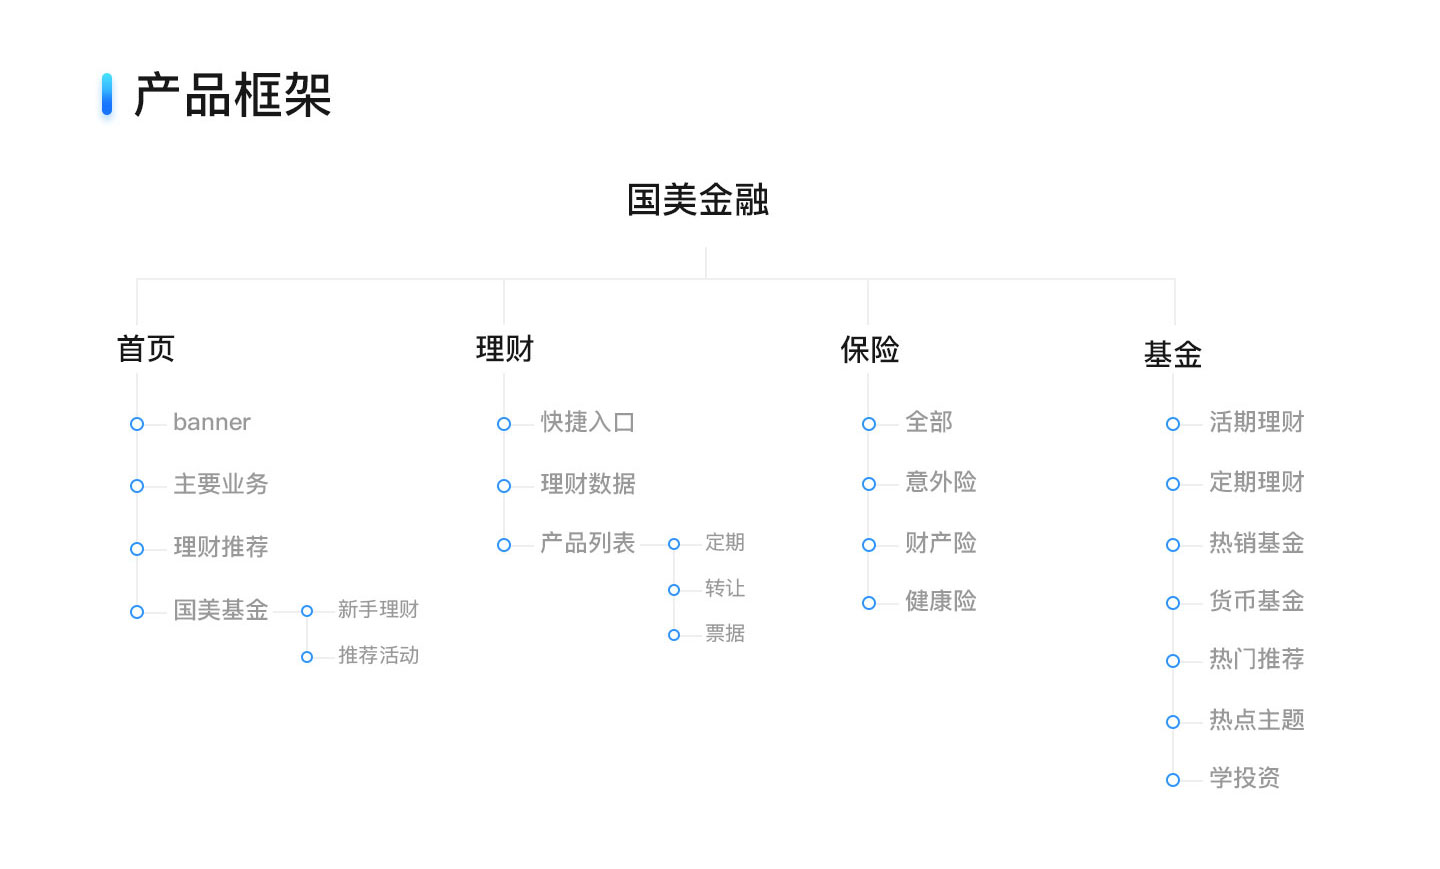 产品框架
国美金融
首页
banner
主要业务
理财推荐
国美基金
新手理财
推荐活动
理财
快捷入口
理财数据
产品列表
定期
转让
票据
保险
全部
意外险
财产险
健康险
基金
活期理财
定期理财
热销基金
货币基金
热门推荐
热点主题
学投资